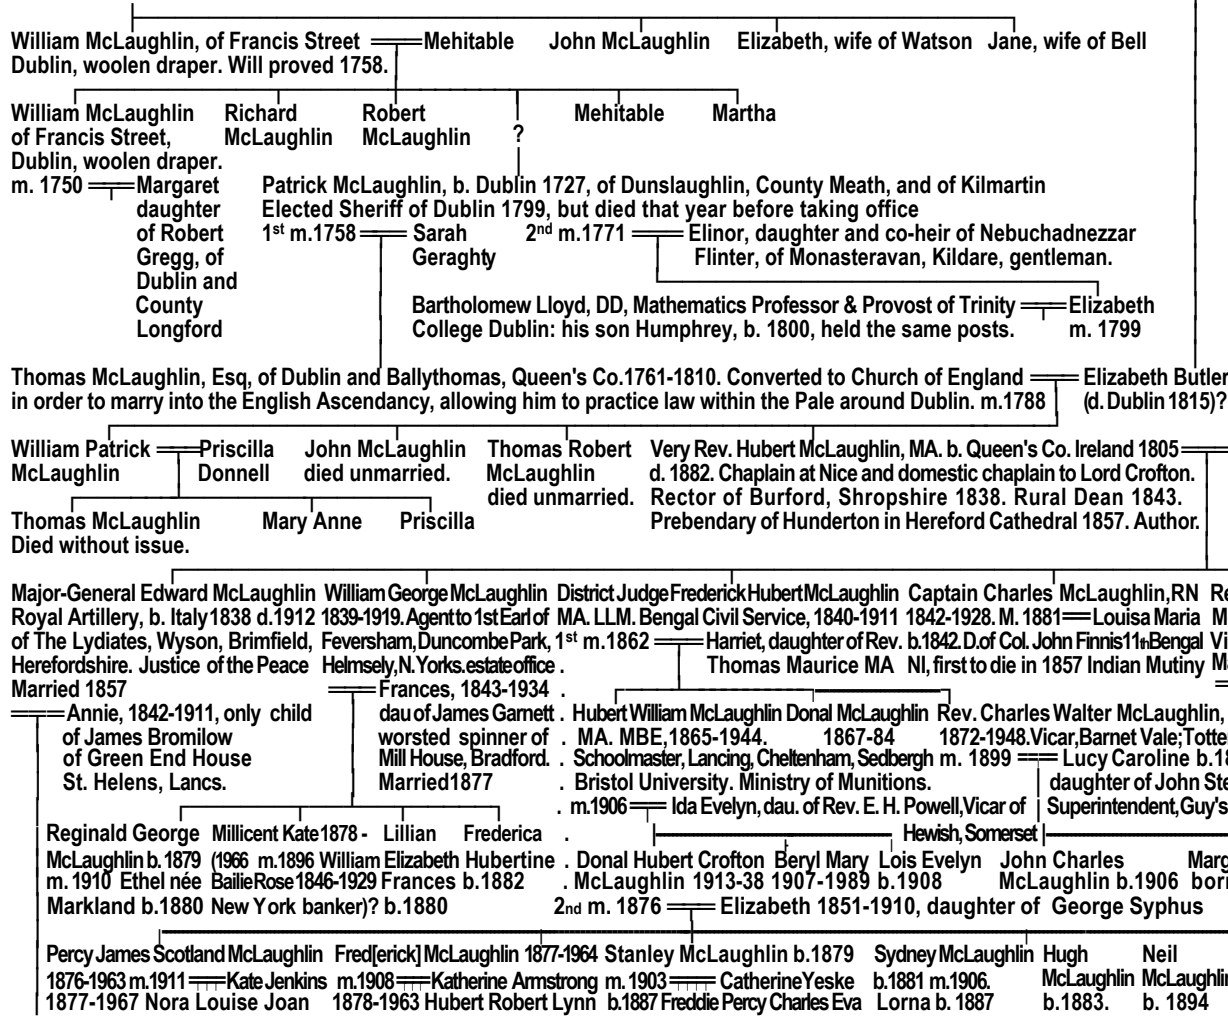 William McLaughlin, of Francis Street Mehitable John McLaughlin Elizabeth, wife of Watson Jane, wife of Bell
Dublin, woolen draper. Will proved 1758.
William McLaughlin Richard Robert Mehitable Martha
of Francis Street, McLaughlin McLaughlin ?
Dublin, woolen draper.
m. 1750 Margaret Patrick McLaughlin, b. Dublin 1727, of Dunslaughlin, County Meath, and of Kilmartin
daughter Elected Sheriff of Dublin 1799, but died that year before taking office
of Robert 1st m.1758 Sarah 2nd m.1771 Elinor, daughter and co-heir of Nebuchadnezzar
Gregg, of Geraghty Flinter, of Monasteravan, Kildare, gentleman.
Dublin and
County Bartholomew Lloyd, DD, Mathematics Professor & Provost of Trinity Elizabeth
Longford College Dublin: his son Humphrey, b. 1800, held the same posts. m. 1799
Thomas McLaughlin, Esq, of Dublin and Ballythomas, Queen's Co.1761-1810. Converted to Church of England Elizabeth Butler
in order to marry into the English Ascendancy, allowing him to practice law within the Pale around Dublin. m.1788 (d. Dublin 1815)?
William Patrick Priscilla John McLaughlin Thomas Robert Very Rev. Hubert McLaughlin, MA. b. Queen's Co. Ireland 1805
McLaughlin Donnell died unmarried. McLaughlin d. 1882. Chaplain at Nice and domestic chaplain to Lord Crofton.
died unmarried. Rector of Burford, Shropshire 1838. Rural Dean 1843.
Thomas McLaughlin Mary Anne Priscilla Prebendary of Hunderton in Hereford Cathedral 1857. Author.
Died without issue.
Major-General Edward McLaughlin William George McLaughlin District Judge Frederick Hubert McLaughlin Captain Charles McLaughlin, RN Re
Royal Artillery, b. Italy 1838 d.1912 1839-1919. Agent to 1st Earl of MA. LLM. Bengal Civil Service, 1840-1911 1842-1928. M. 1881 Louisa Maria M
of The Lydiates, Wyson, Brimfield, Feversham, Duncombe Park, 1st m.1862 Harriet, daughter of Rev. b.1842. D.of Col. John Finnis 11th Bengal Vi
Herefordshire. Justice of the Peace Helmsely, N. Yorks. estate office . Thomas Maurice MA NI, first to die in 1857 Indian Mutiny Ma
Married 1857 Frances, 1843-1934 .
Annie, 1842-1911, only child dau of James Garnett . Hubert William McLaughlin Donal McLaughlin Rev. Charles Walter McLaughlin,
of James Bromilow worsted spinner of . MA. MBE, 1865-1944. 1867-84 1872-1948. Vicar, Barnet Vale; Totte
of Green End House Mill House, Bradford. . Schoolmaster, Lancing, Cheltenham, Sedbergh m. 1899 Lucy Caroline b.18
St. Helens, Lancs. Married 1877 . Bristol University. Ministry of Munitions. daughter of John Ste
. m.1906 Ida Evelyn, dau. of Rev. E. H. Powell, Vicar of Superintendent, Guy's
Reginald George Millicent Kate 1878 - Lillian Frederica . Hewish, Somerset
McLaughlin b. 1879 (1966 m.1896 William Elizabeth Hubertine . Donal Hubert Crofton Beryl Mary Lois Evelyn John Charles Marg
m. 1910 Ethel née Bailie Rose 1846-1929 Frances b.1882 . McLaughlin 1913-38 1907-1989 b.1908 McLaughlin b.1906 born
Markland b.1880 New York banker)? b.1880 2nd m. 1876 Elizabeth 1851-1910, daughter of George Syphus
Percy James Scotland McLaughlin Fred[erick] McLaughlin 1877-1964 Stanley McLaughlin b.1879 Sydney McLaughlin Hugh Neil
1876-1963 m.1911 Kate Jenkins m.1908 Katherine Armstrong m. 1903 Catherine Yeske b.1881 m.1906. McLaughlin McLaughlin
1877-1967 Nora Louise Joan 1878-1963 Hubert Robert Lynn b.1887 Freddie Percy Charles Eva Lorna b. 1887 b.1883. b. 1894